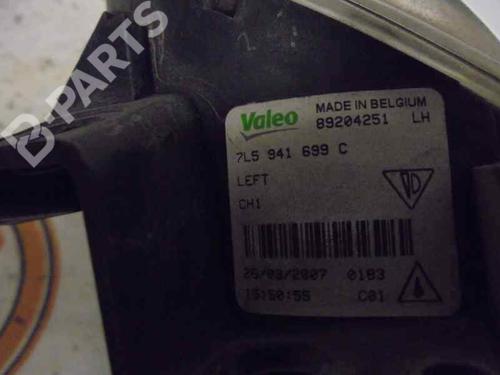 B-PARTS
Valeo MADE IN BELGIUM
89204251 LH
7L5 941 699 C
LEFT
CH1
26/03/2007 0183
15:50:55 C01